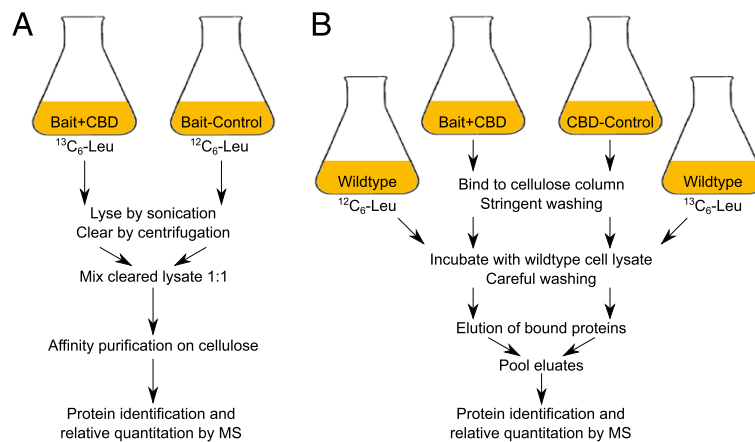 A
Bait+CBD
¹³C₆-Leu
Bait-Control
¹²C₆-Leu
Lyse by sonication
Clear by centrifugation
Mix cleared lysate 1:1
Affinity purification on cellulose
Protein identification and
relative quantitation by MS
B
Wildtype
¹²C₆-Leu
Bait+CBD
CBD-Control
Wildtype
¹³C₆-Leu
Bind to cellulose column
Stringent washing
Incubate with wildtype cell lysate
Careful washing
Elution of bound proteins
Pool eluates
Protein identification and
relative quantitation by MS